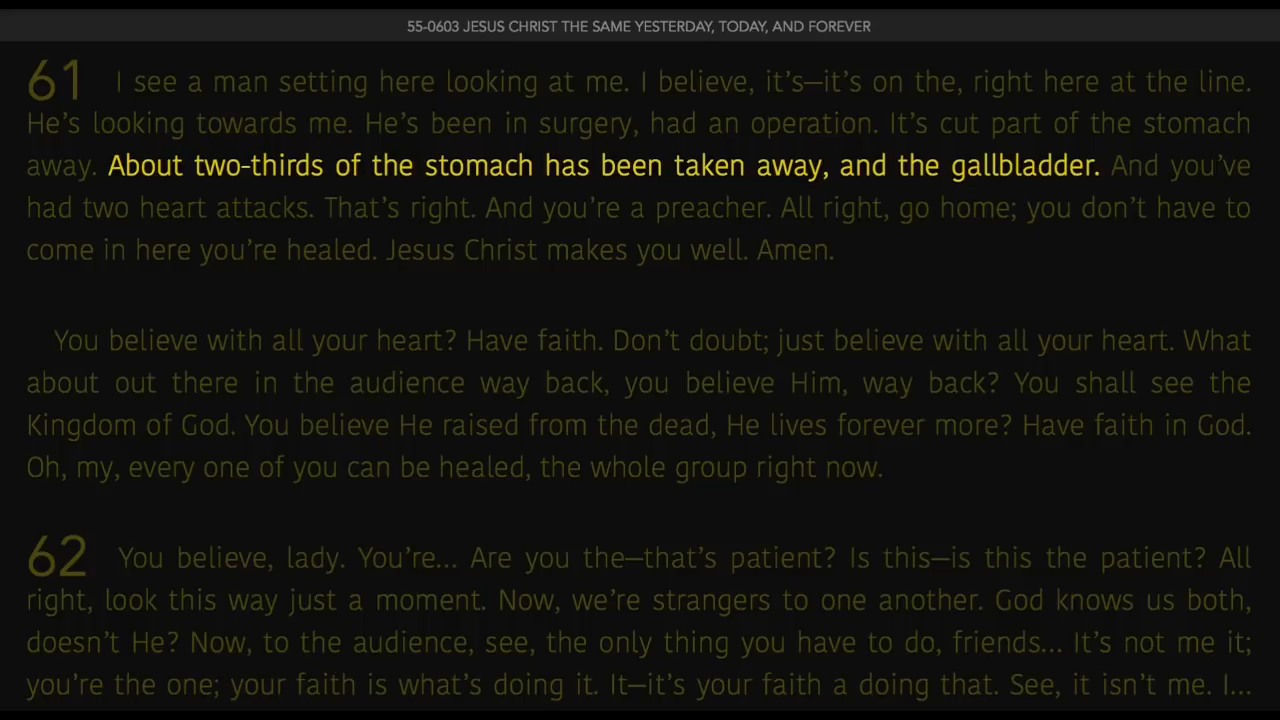 55-0603 JESUS CHRIST THE SAME YESTERDAY, TODAY, AND FOREVER
61 I see a man setting here looking at me. I believe, it's—it's on the, right here at the line.
He's looking towards me. He's been in surgery, had an operation. It's cut part of the stomach
away. About two-thirds of the stomach has been taken away, and the gallbladder. And you've
had two heart attacks. That's right. And you're a preacher. All right, go home; you don't have to
come in here you're healed. Jesus Christ makes you well. Amen.
You believe with all your heart? Have faith. Don't doubt; just believe with all your heart. What
about out there in the audience way back, you believe Him, way back? You shall see the
Kingdom of God. You believe He raised from the dead, He lives forever more? Have faith in God.
Oh, my, every one of you can be healed, the whole group right now.
62 You believe, lady. You're... Are you the—that's patient? Is this—is this the patient? All
right, look this way just a moment. Now, we're strangers to one another. God knows us both,
doesn't He? Now, to the audience, see, the only thing you have to do, friends... It's not me it;
you're the one; your faith is what's doing it. It—it's your faith a doing that. See, it isn't me. I...